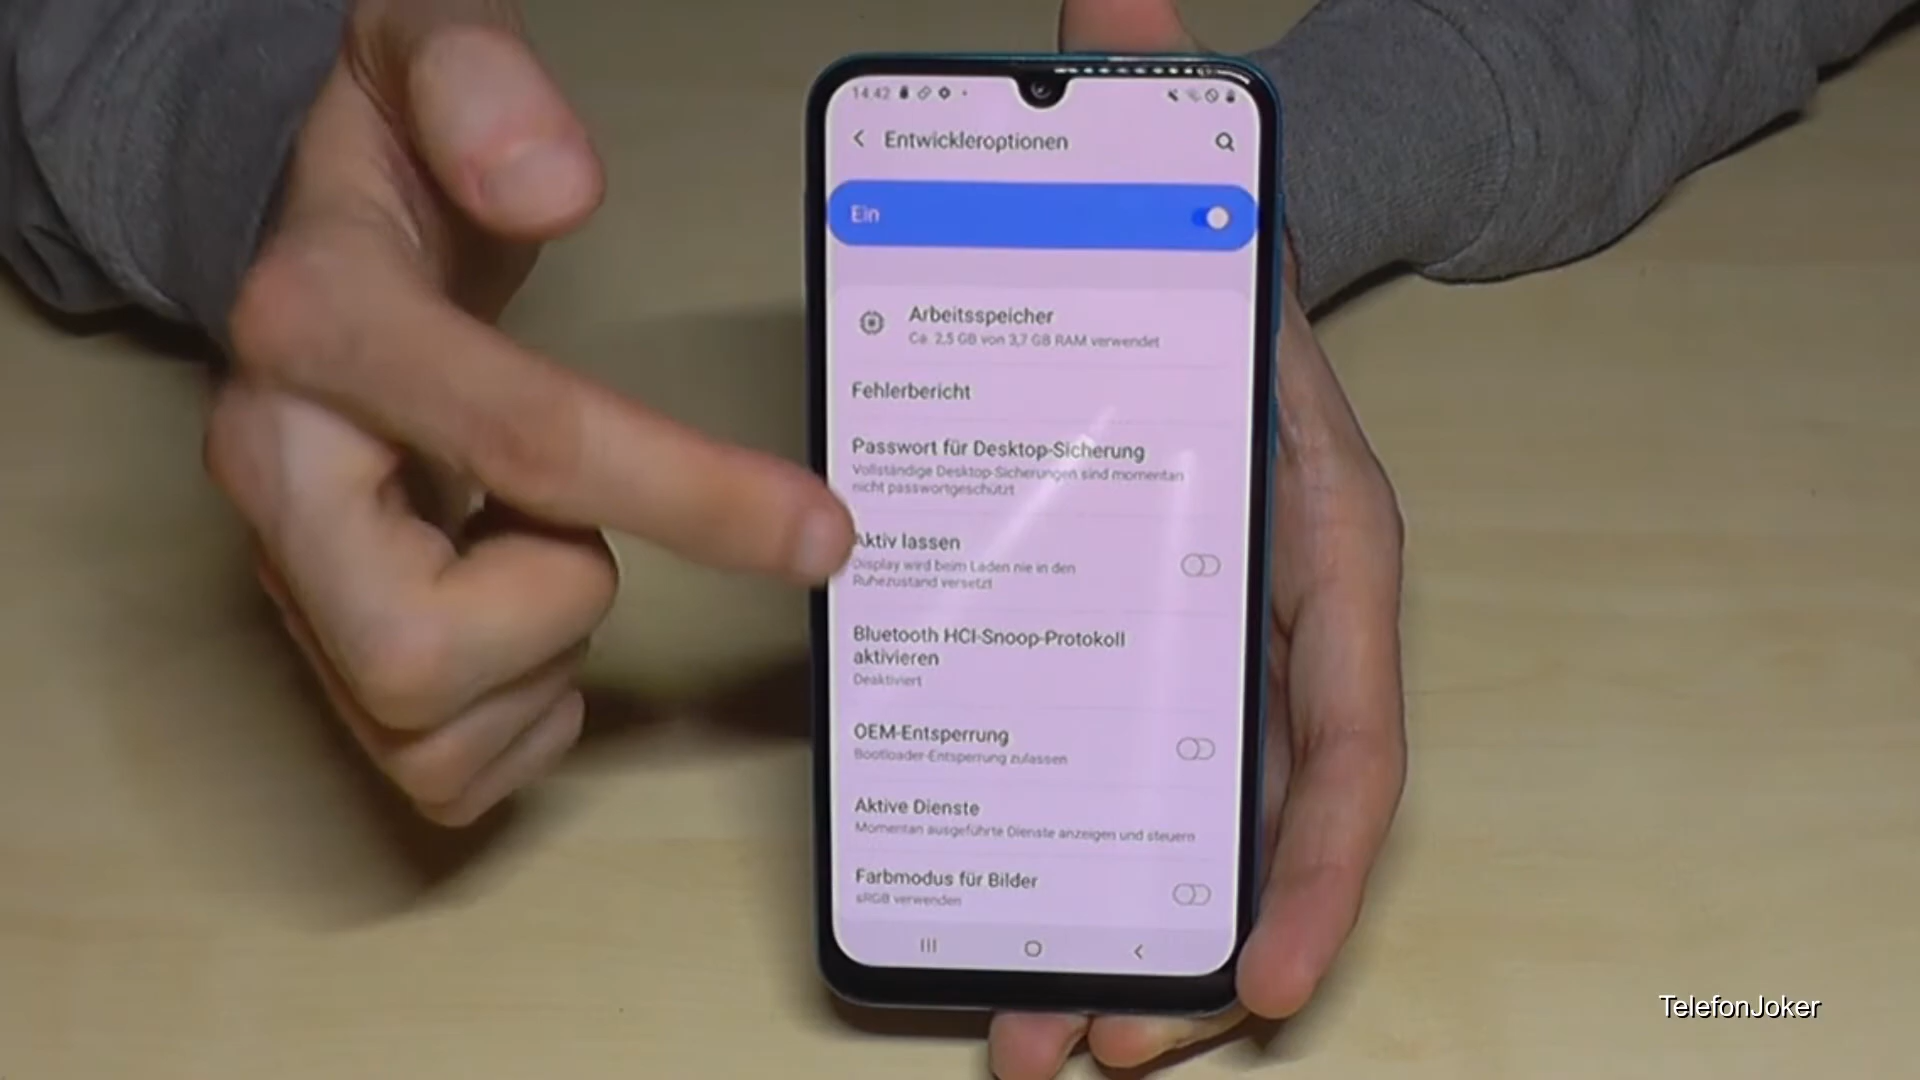 14:42
Entwickleroptionen
Ein
Arbeitsspeicher
Ca. 2,5 GB von 3,7 GB RAM verwendet
Fehlerbericht
Passwort für Desktop-Sicherung
Vollständige Desktop-Sicherungen sind momentan
nicht passwortgeschützt
Aktiv lassen
Display wird beim Laden nie in den
Ruhezustand versetzt
Bluetooth HCI-Snoop-Protokoll
aktivieren
Deaktiviert
OEM-Entsperrung
Bootloader-Entsperrung zulassen
Aktive Dienste
Momentan ausgeführte Dienste anzeigen und steuern
Farbmodus für Bilder
sRGB verwenden
TelefonJoker